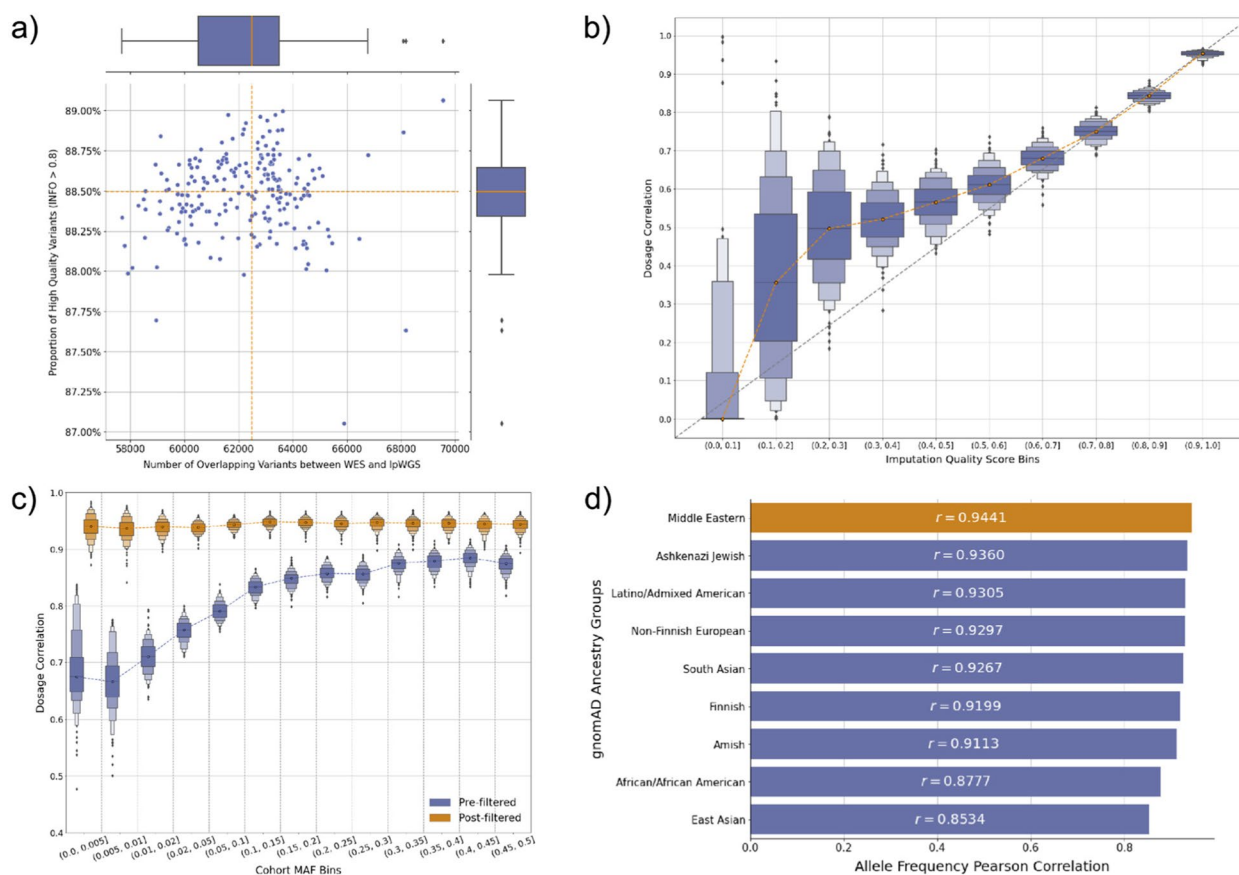 a)
89.00%
88.75%
88.50%
88.25%
88.00%
87.75%
87.50%
87.25%
87.00%
Proportion of High Quality Variants (INFO > 0.8)
58000 60000 62000 64000 66000 68000 70000
Number of Overlapping Variants between WES and lpWGS
b)
1.0
0.9
0.8
0.7
0.6
0.5
0.4
0.3
0.2
0.1
0.0
Dosage Correlation
(0.0, 0.1] (0.1, 0.2] (0.2, 0.3] (0.3, 0.4] (0.4, 0.5] (0.5, 0.6] (0.6, 0.7] (0.7, 0.8] (0.8, 0.9] (0.9, 1.0]
Imputation Quality Score Bins
c)
1.0
0.9
0.8
0.7
0.6
0.5
0.4
Dosage Correlation
Pre-filtered
Post-filtered
(0.0, 0.005] (0.005, 0.01] (0.01, 0.02] (0.02, 0.05] (0.05, 0.1] (0.1, 0.15] (0.15, 0.2] (0.2, 0.25] (0.25, 0.3] (0.3, 0.35] (0.35, 0.4] (0.4, 0.45] (0.45, 0.5]
Cohort MAF Bins
d)
gnomAD Ancestry Groups
Middle Eastern r = 0.9441
Ashkenazi Jewish r = 0.9360
Latino/Admixed American r = 0.9305
Non-Finnish European r = 0.9297
South Asian r = 0.9267
Finnish r = 0.9199
Amish r = 0.9113
African/African American r = 0.8777
East Asian r = 0.8534
0.0 0.2 0.4 0.6 0.8
Allele Frequency Pearson Correlation